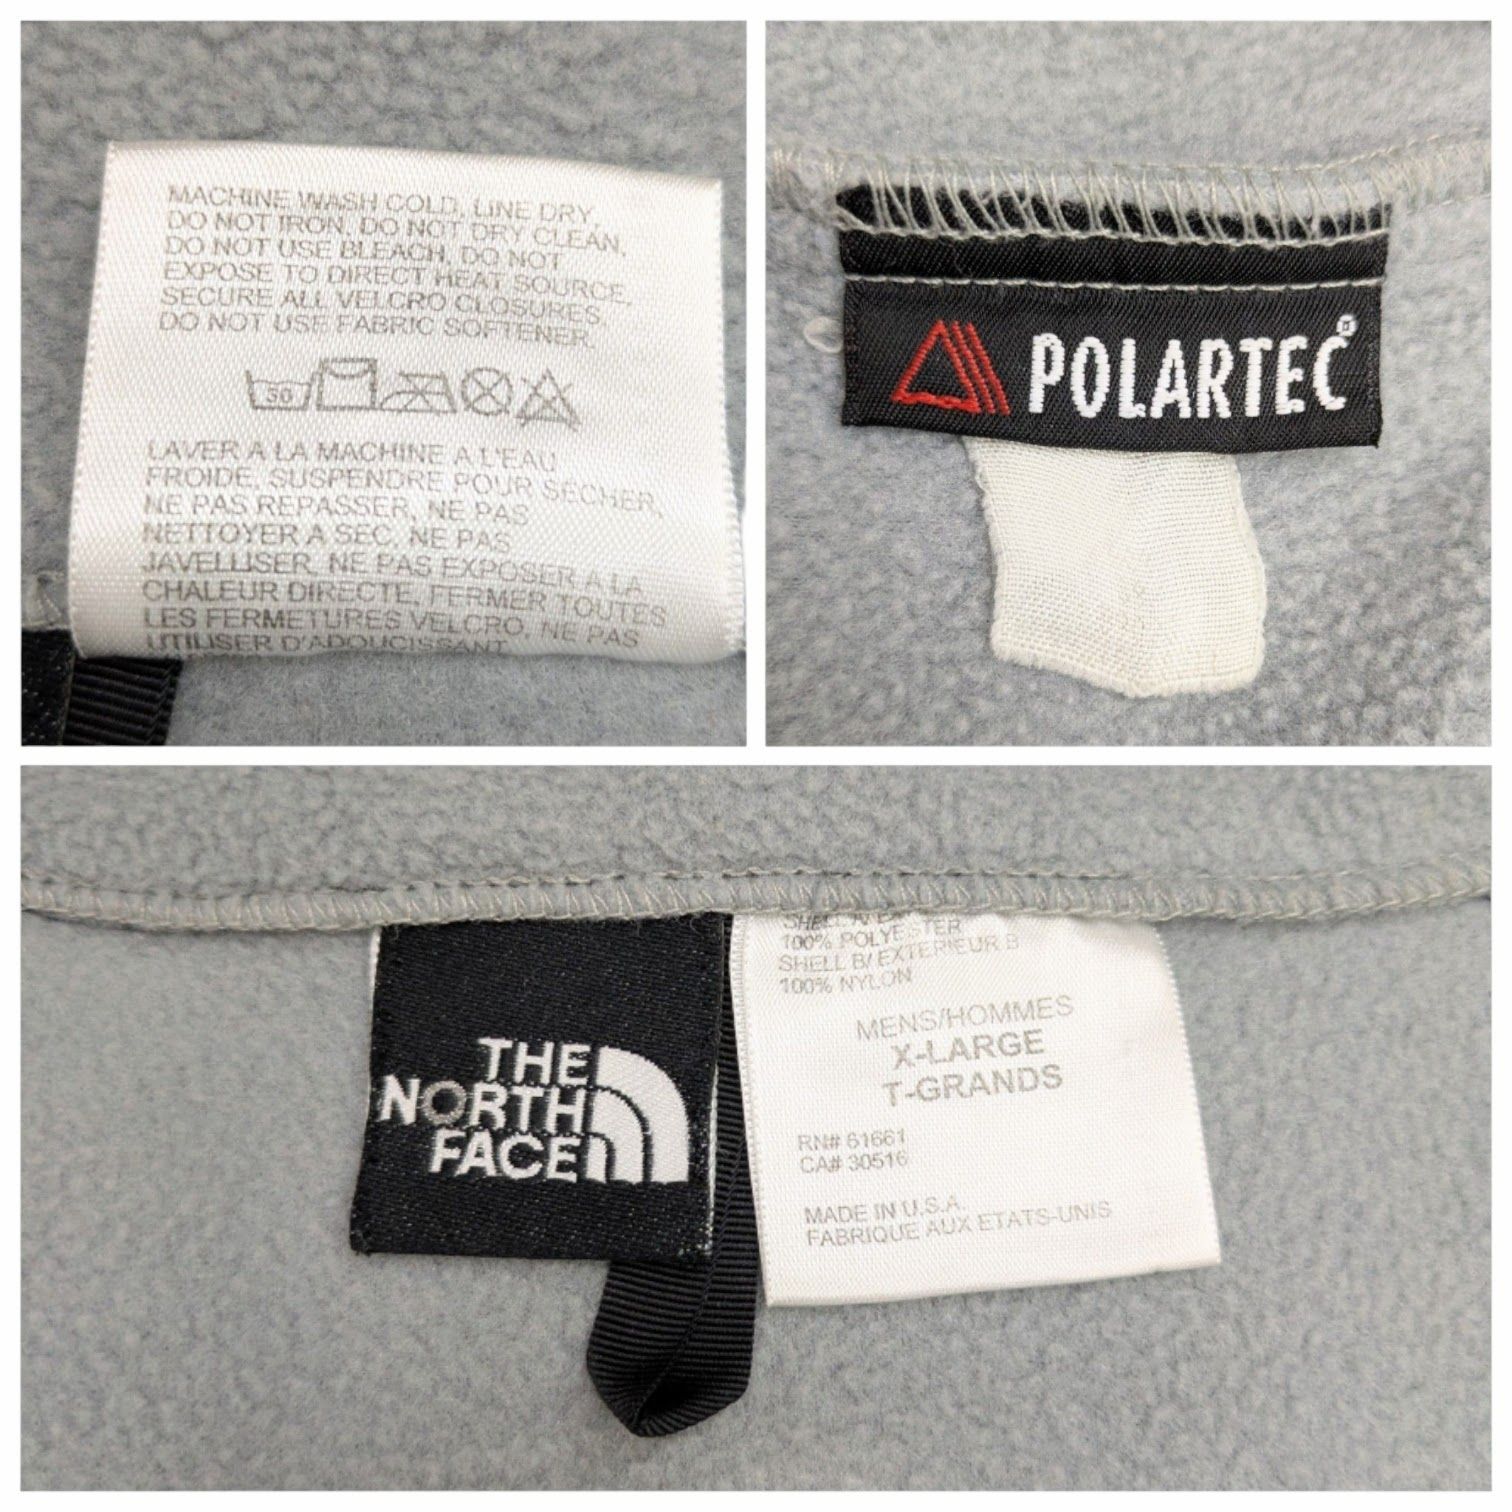 MACHINE WASH COLD, LINE DRY,
DO NOT IRON, DO NOT DRY CLEAN,
DO NOT USE BLEACH, DO NOT
EXPOSE TO DIRECT HEAT SOURCE,
SECURE ALL VELCRO CLOSURES,
DO NOT USE FABRIC SOFTENER.
30
LAVER A LA MACHINE A L'EAU
FROIDE, SUSPENDRE POUR SECHER,
NE PAS REPASSER, NE PAS
NETTOYER A SEC, NE PAS
JAVELLISER, NE PAS EXPOSER A LA
CHALEUR DIRECTE, FERMER TOUTES
LES FERMETURES VELCRO, NE PAS
UTILISER D'ADOUCISSANT
POLARTEC®
THE
NORTH
FACE
SHELL
100% POLYESTER
SHELL B/ EXTERIEUR B
100% NYLON
MENS/HOMMES
X-LARGE
T-GRANDS
RN# 61661
CA# 30516
MADE IN U.S.A.
FABRIQUE AUX ETATS-UNIS